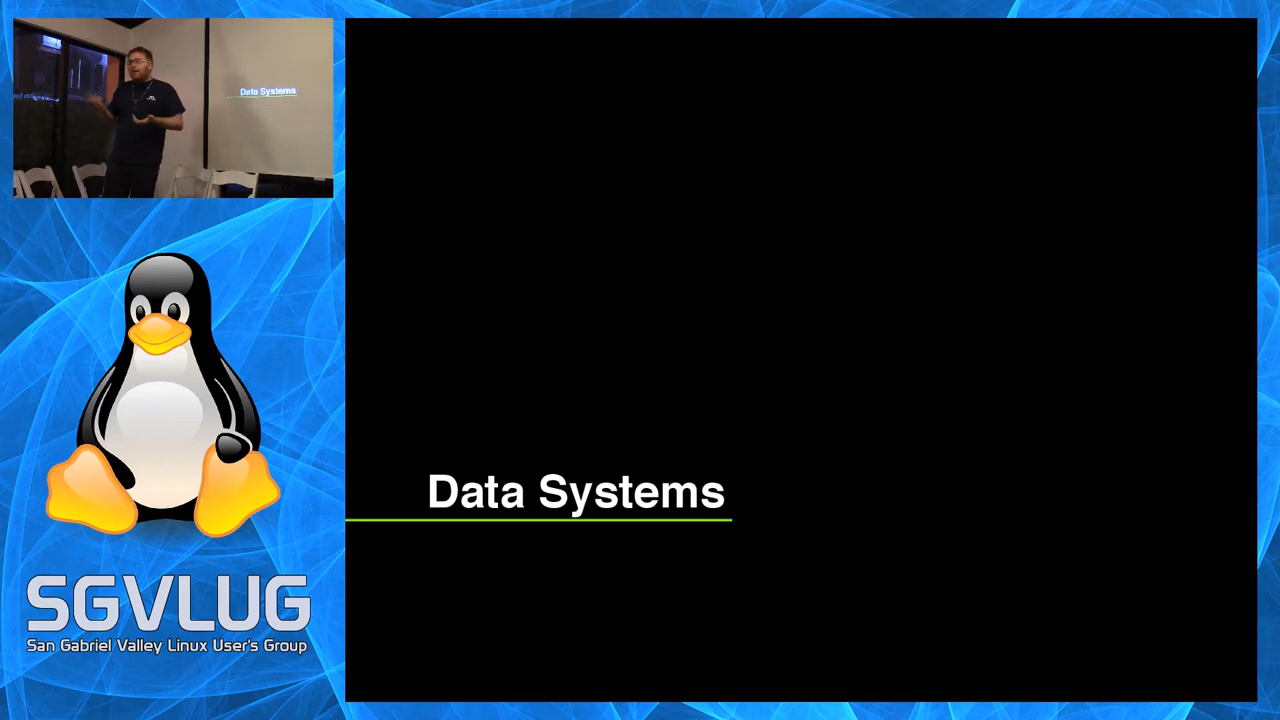 Data Systems
Data Systems
SGVLUG
San Gabriel Valley Linux User's Group